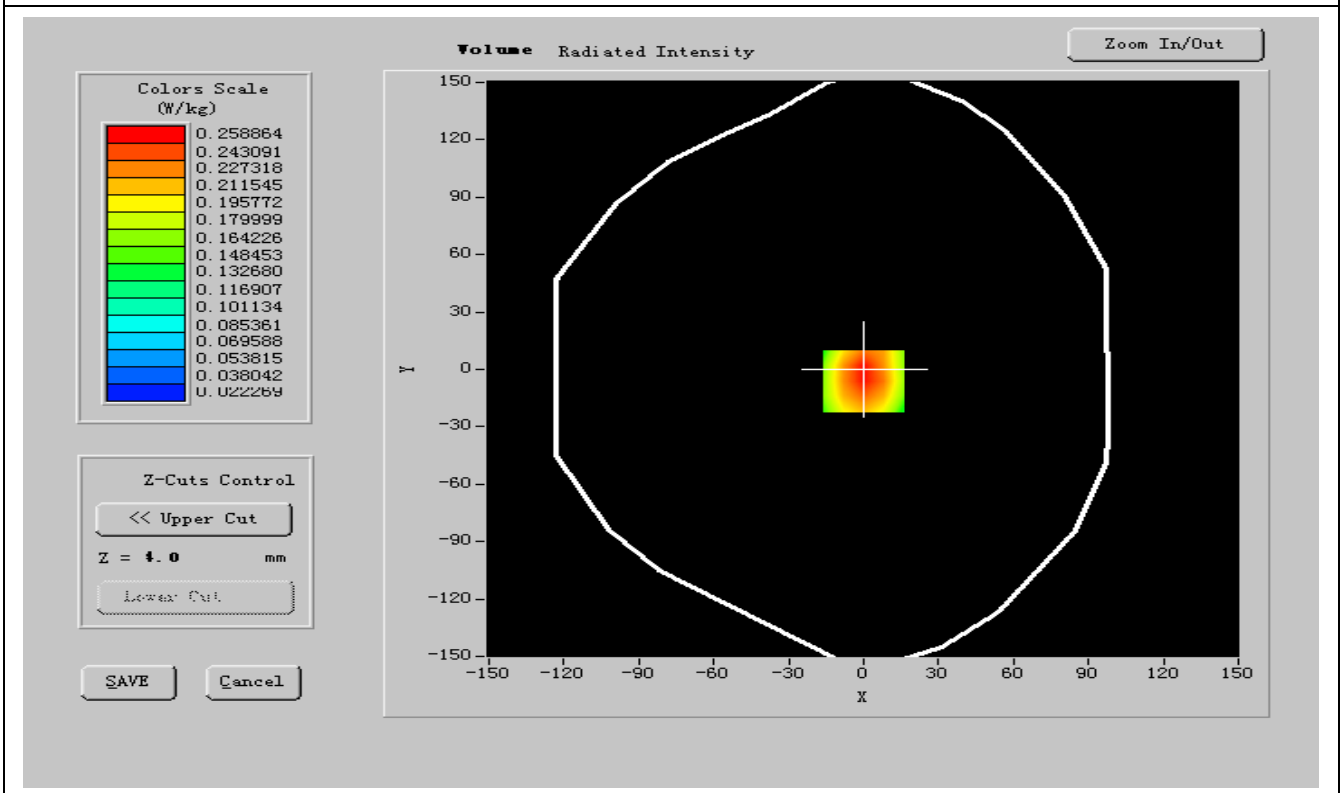 Volume Radiated Intensity
Zoom In/Out
Colors Scale
(W/kg)
0.258864
0.243091
0.227318
0.211545
0.195772
0.179999
0.164226
0.148453
0.132680
0.116907
0.101134
0.085361
0.069588
0.053815
0.038042
0.022269
Z-Cuts Control
<< Upper Cut
Z = 4.0 mm
Lower Cut
SAVE
Cancel
150
120
90
60
30
0
-30
-60
-90
-120
-150
Y
-150 -120 -90 -60 -30 0 30 60 90 120 150
X